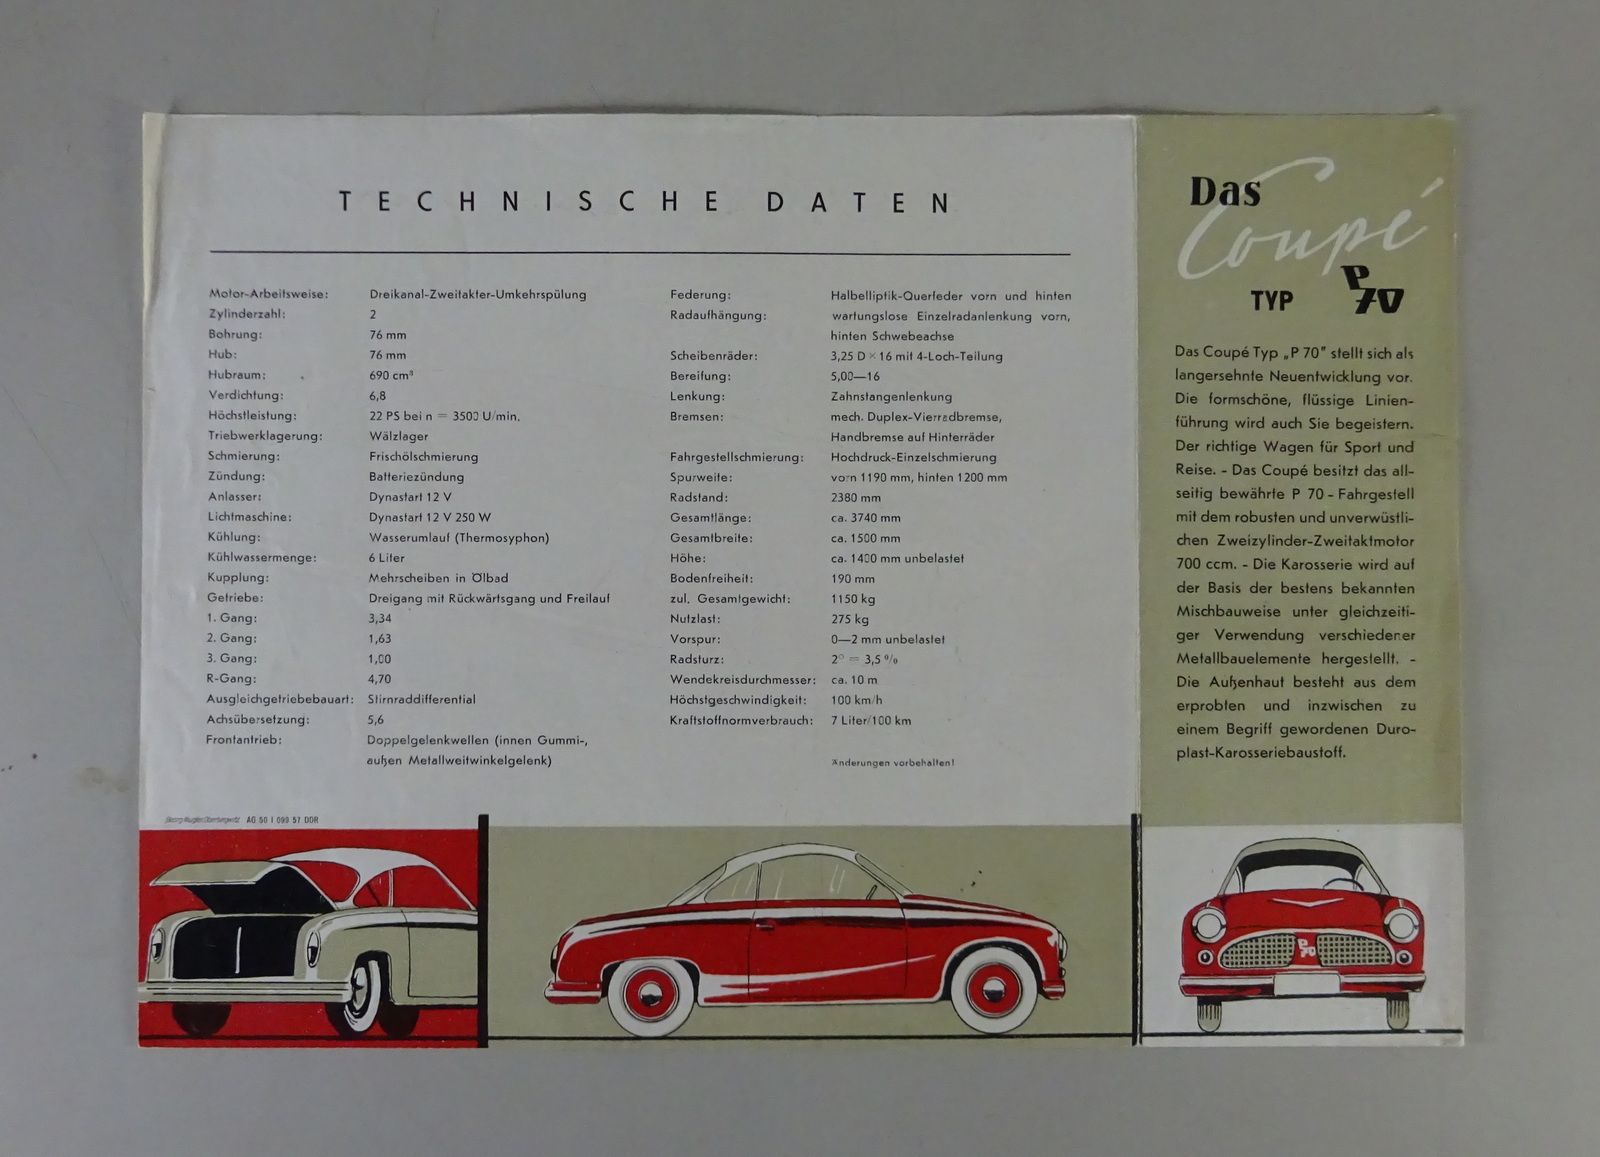 TECHNISCHE DATEN
Motor-Arbeitsweise: Dreikanal-Zweitakter-Umkehrspülung
Zylinderzahl: 2
Bohrung: 76 mm
Hub: 76 mm
Hubraum: 690 cm³
Verdichtung: 6,8
Höchstleistung: 22 PS bei n = 3500 U/min.
Triebwerklagerung: Wälzlager
Schmierung: Frischölschmierung
Zündung: Batteriezündung
Anlasser: Dynastart 12 V
Lichtmaschine: Dynastart 12 V 250 W
Kühlung: Wasserumlauf (Thermosyphon)
Kühlwassermenge: 6 Liter
Kupplung: Mehrscheiben in Ölbad
Getriebe: Dreigang mit Rückwärtsgang und Freilauf
1. Gang: 3,34
2. Gang: 1,63
3. Gang: 1,00
R-Gang: 4,70
Ausgleichgetriebebauart: Stirnraddifferential
Achsübersetzung: 5,6
Frontantrieb: Doppelgelenkwellen (innen Gummi-,
außen Metallweitwinkelgelenk)
Federung: Halbelliptik-Querfeder vorn und hinten
Radaufhängung: wartungslose Einzelradanlenkung vorn,
hinten Schwebeachse
Scheibenräder: 3,25 D × 16 mit 4-Loch-Teilung
Bereifung: 5,00—16
Lenkung: Zahnstangenlenkung
Bremsen: mech. Duplex-Vierradbremse,
Handbremse auf Hinterräder
Fahrgestellschmierung: Hochdruck-Einzelschmierung
Spurweite: vorn 1190 mm, hinten 1200 mm
Radstand: 2380 mm
Gesamtlänge: ca. 3740 mm
Gesamtbreite: ca. 1500 mm
Höhe: ca. 1400 mm unbelastet
Bodenfreiheit: 190 mm
zul. Gesamtgewicht: 1150 kg
Nutzlast: 275 kg
Vorspur: 0—2 mm unbelastet
Radsturz: 2° = 3,5 %
Wendekreisdurchmesser: ca. 10 m
Höchstgeschwindigkeit: 100 km/h
Kraftstoffnormverbrauch: 7 Liter/100 km
Änderungen vorbehalten!
AG 50 I 099 57 DDR
Das
Coupé
TYP P 70
Das Coupé Typ „P 70" stellt sich als
langersehnte Neuentwicklung vor.
Die formschöne, flüssige Linien-
führung wird auch Sie begeistern.
Der richtige Wagen für Sport und
Reise. - Das Coupé besitzt das all-
seitig bewährte P 70 - Fahrgestell
mit dem robusten und unverwüstli-
chen Zweizylinder-Zweitaktmotor
700 ccm. - Die Karosserie wird auf
der Basis der bestens bekannten
Mischbauweise unter gleichzeiti-
ger Verwendung verschiedener
Metallbauelemente hergestellt. -
Die Außenhaut besteht aus dem
erprobten und inzwischen zu
einem Begriff gewordenen Duro-
plast-Karosseriebaustoff.
P 70